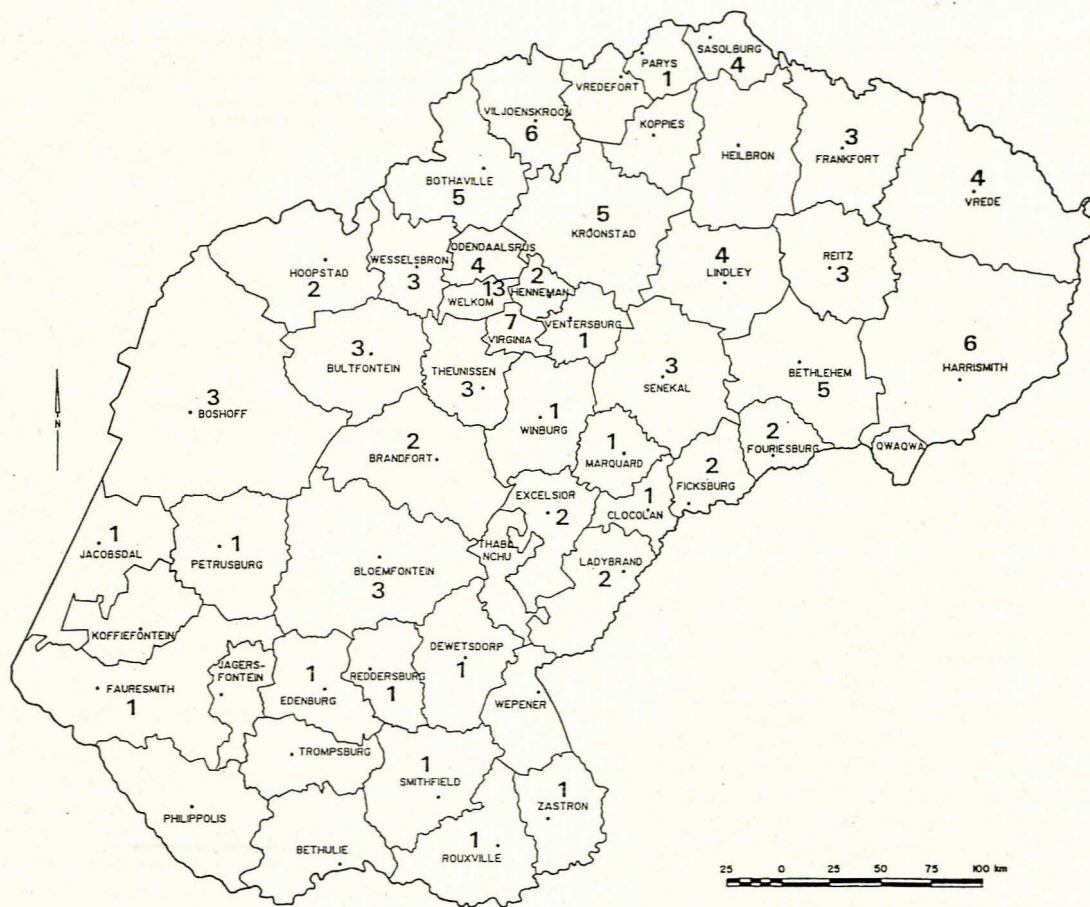 SASOLBURG
4
PARYS
1
VREDEFORT
VILJOENSKROON
6
KOPPIES
HEILBRON
3
FRANKFORT
4
VREDE
BOTHAVILLE
5
5
KROONSTAD
ODENDAALSRUS
4
WESSELSBRON
3
HOOPSTAD
2
4
LINDLEY
REITZ
3
2
HENNEMAN
13
WELKOM
7
VIRGINIA
VENTERSBURG
1
3
BULTFONTEIN
THEUNISSEN
3
3
SENEKAL
BETHLEHEM
5
6
HARRISMITH
3
BOSHOFF
1
WINBURG
2
BRANDFORT
1
MARQUARD
2
FOURIESBURG
QWAQWA
2
FICKSBURG
EXCELSIOR
2
1
CLOCOLAN
1
JACOBSDAL
1
PETRUSBURG
THABA
NCHU
BLOEMFONTEIN
3
LADYBRAND
2
N
KOFFIEFONTEIN
DEWETSDORP
1
JAGERS-
FONTEIN
1
EDENBURG
REDDERSBURG
1
FAURESMITH
1
WEPENER
TROMPSBURG
1
SMITHFIELD
1
ZASTRON
PHILIPPOLIS
BETHULIE
1
ROUXVILLE
25 0 25 50 75 100 km